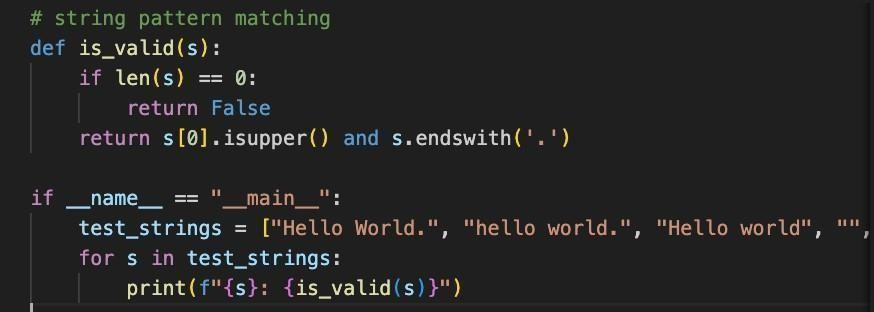 # string pattern matching
def is_valid(s):
    if len(s) == 0:
        return False
    return s[0].isupper() and s.endswith('.')

if __name__ == "__main__":
    test_strings = ["Hello World.", "hello world.", "Hello world", "",
    for s in test_strings:
        print(f"{s}: {is_valid(s)}")